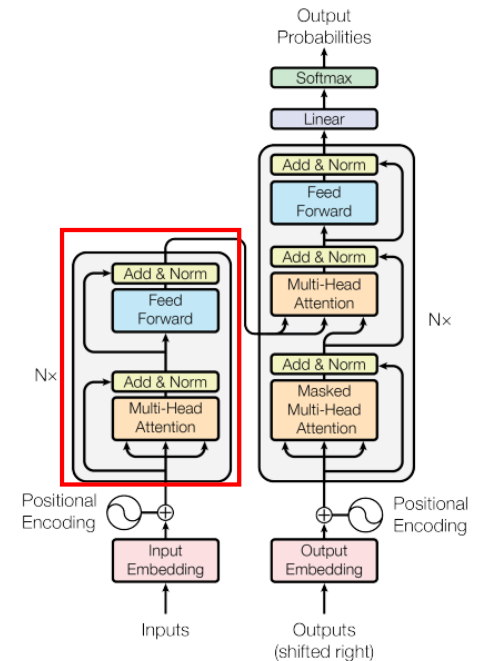 Output
Probabilities
Softmax
Linear
Add & Norm
Feed
Forward
Add & Norm
Multi-Head
Attention
Nx
Add & Norm
Masked
Multi-Head
Attention
Add & Norm
Feed
Forward
Nx
Add & Norm
Multi-Head
Attention
Positional
Encoding
Input
Embedding
Inputs
Positional
Encoding
Output
Embedding
Outputs
(shifted right)